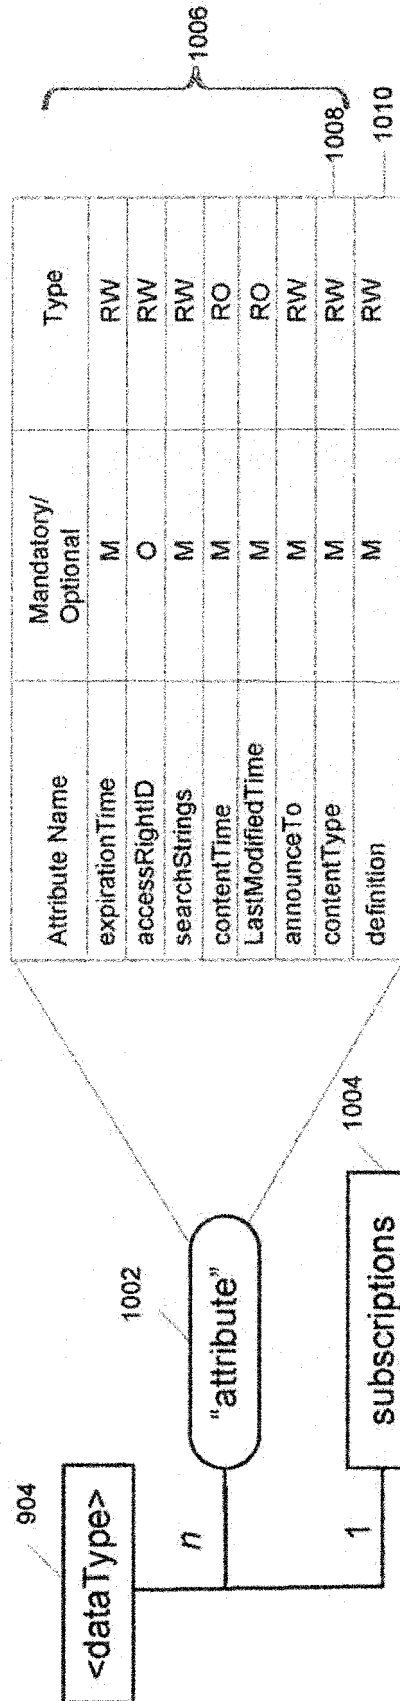 904
<dataType>
n
1002
"attribute"
1
1004
subscriptions
Attribute Name Mandatory/ Optional Type
expirationTime M RW
accessRightID O RW
searchStrings M RW
contentTime M RO
LastModifiedTime M RO
announceTo M RW
contentType M RW
definition M RW
1006
1008
1010